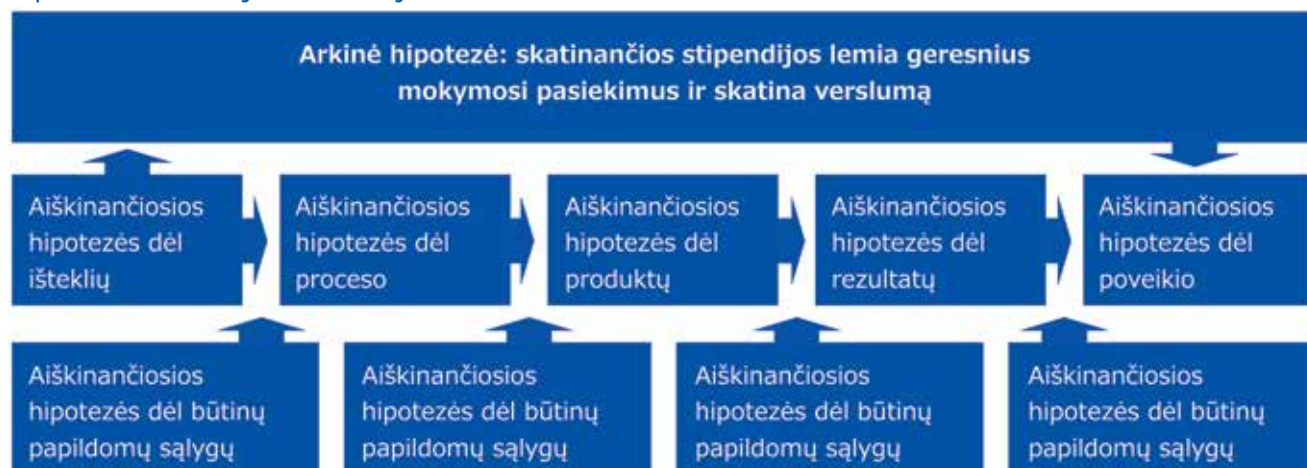 Arkinė hipotezė: skatinančios stipendijos lemia geresnius
mokymosi pasiekimus ir skatina verslumą
Aiškinančiosios
hipotezės dėl
išteklių
Aiškinančiosios
hipotezės dėl
proceso
Aiškinančiosios
hipotezės dėl
produktų
Aiškinančiosios
hipotezės dėl
rezultatų
Aiškinančiosios
hipotezės dėl
poveikio
Aiškinančiosios
hipotezės dėl būtinų
papildomų sąlygų
Aiškinančiosios
hipotezės dėl būtinų
papildomų sąlygų
Aiškinančiosios
hipotezės dėl būtinų
papildomų sąlygų
Aiškinančiosios
hipotezės dėl būtinų
papildomų sąlygų